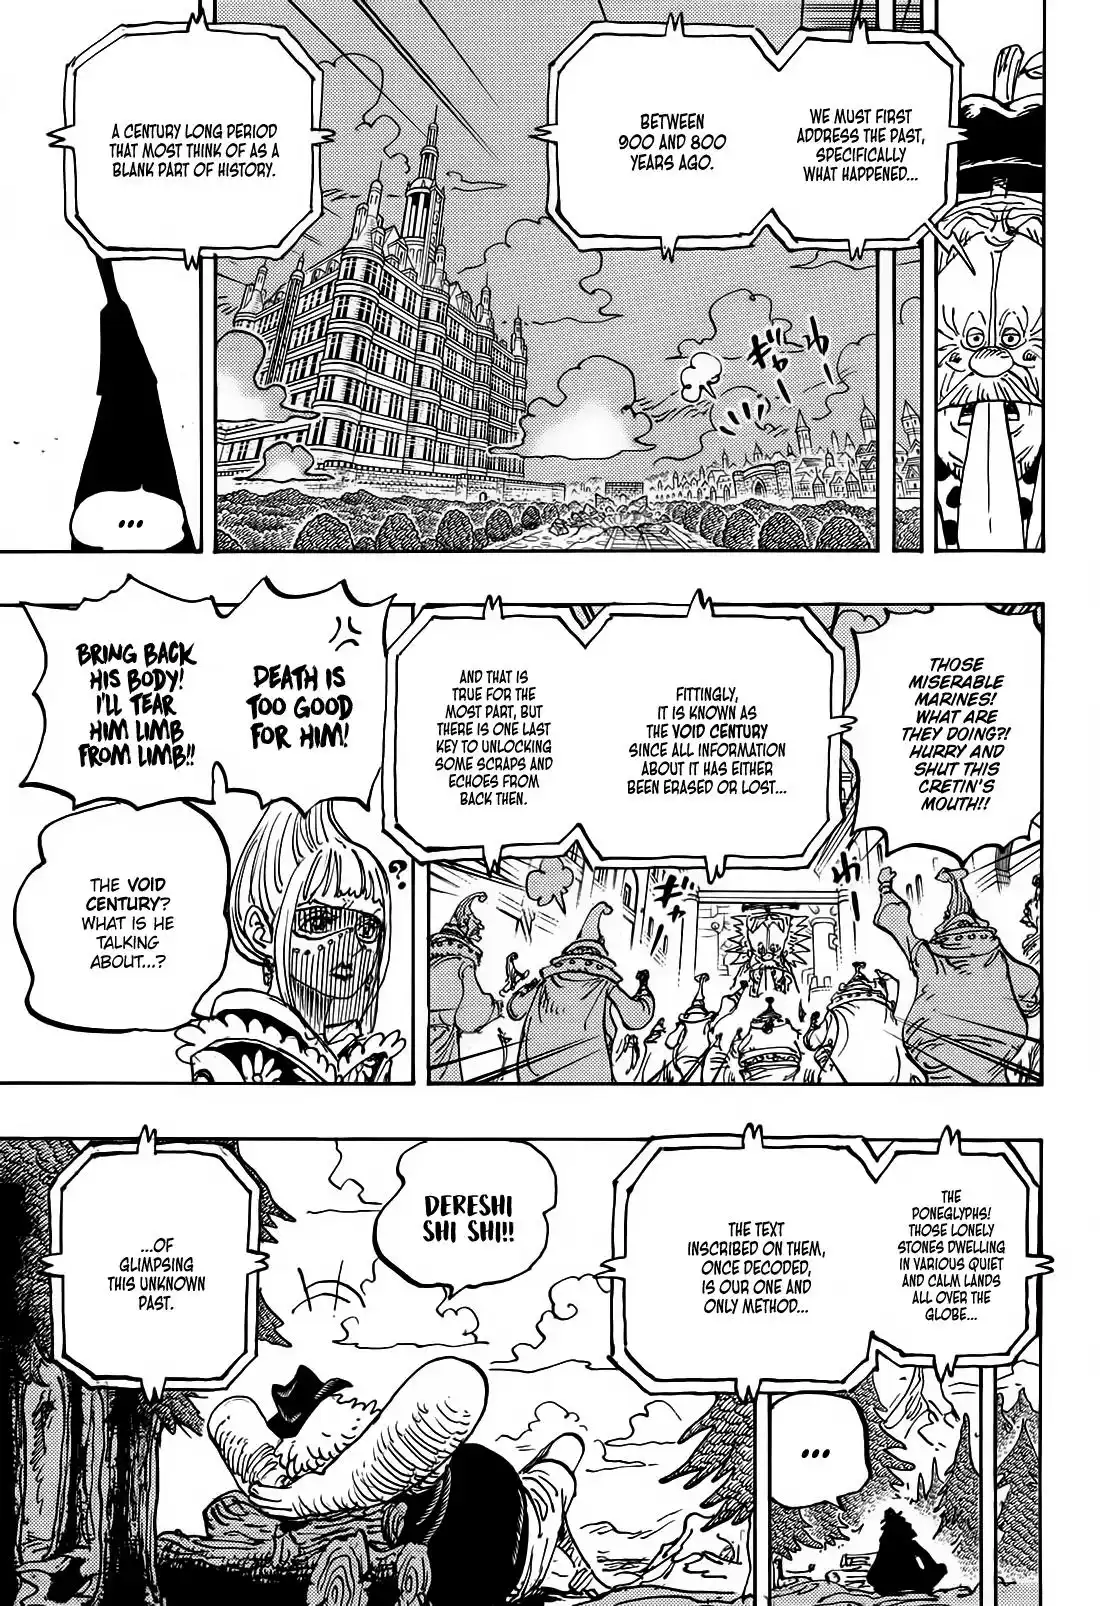 WE MUST FIRST
ADDRESS THE PAST,
SPECIFICALLY
WHAT HAPPENED...
BETWEEN
900 AND 800
YEARS AGO.
A CENTURY LONG PERIOD
THAT MOST THINK OF AS A
BLANK PART OF HISTORY.
...
THOSE
MISERABLE
MARINES!
WHAT ARE
THEY DOING?!
HURRY AND
SHUT THIS
CRETIN'S
MOUTH!!
FITTINGLY,
IT IS KNOWN AS
THE VOID CENTURY
SINCE ALL INFORMATION
ABOUT IT HAS EITHER
BEEN ERASED OR LOST...
AND THAT IS
TRUE FOR THE
MOST PART, BUT
THERE IS ONE LAST
KEY TO UNLOCKING
SOME SCRAPS AND
ECHOES FROM
BACK THEN.
DEATH IS
TOO GOOD
FOR HIM!
BRING BACK
HIS BODY!
I'LL TEAR
HIM LIMB
FROM LIMB!!
?
THE VOID
CENTURY?
WHAT IS HE
TALKING
ABOUT...?
THE
PONEGLYPHS!
THOSE LONELY
STONES DWELLING
IN VARIOUS QUIET
AND CALM LANDS
ALL OVER THE
GLOBE...
...
THE TEXT
INSCRIBED ON THEM,
ONCE DECODED,
IS OUR ONE AND
ONLY METHOD...
DERESHI
SHI SHI!!
...OF
GLIMPSING
THIS UNKNOWN
PAST.